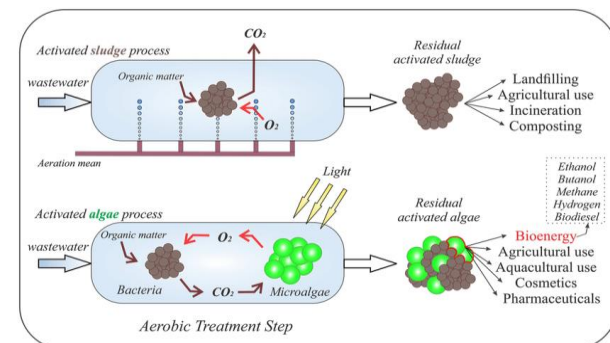 Activated sludge process
CO₂
Residual
activated sludge
wastewater
Organic matter
O₂
Landfilling
Agricultural use
Incineration
Composting
Aeration mean
Light
Ethanol
Butanol
Methane
Hydrogen
Biodiesel
Activated algae process
Residual
activated algae
wastewater
Organic matter
O₂
Bacteria
CO₂
Microalgae
Bioenergy
Agricultural use
Aquacultural use
Cosmetics
Pharmaceuticals
Aerobic Treatment Step